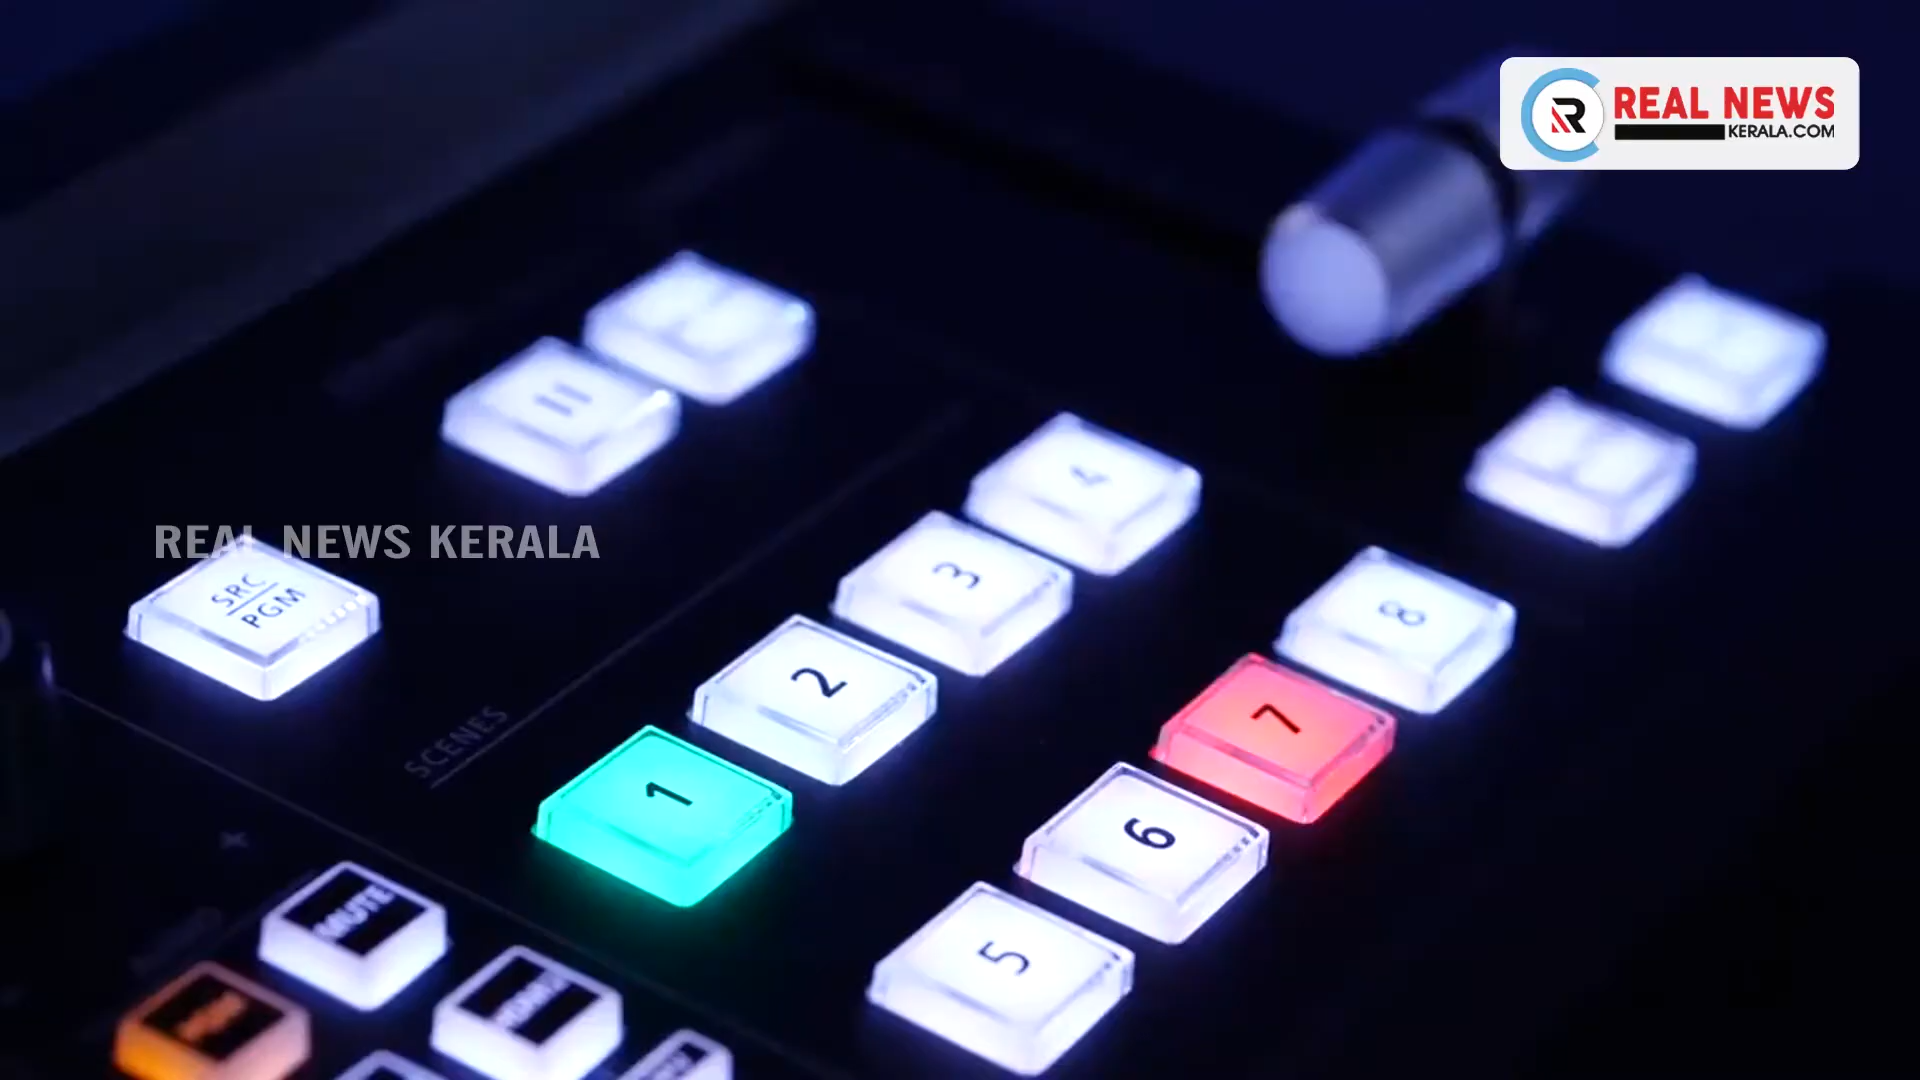 REAL NEWS
KERALA.COM
REAL NEWS KERALA
SRC
PGM
SCENES
4
3
2
1
8
7
6
5
MUTE